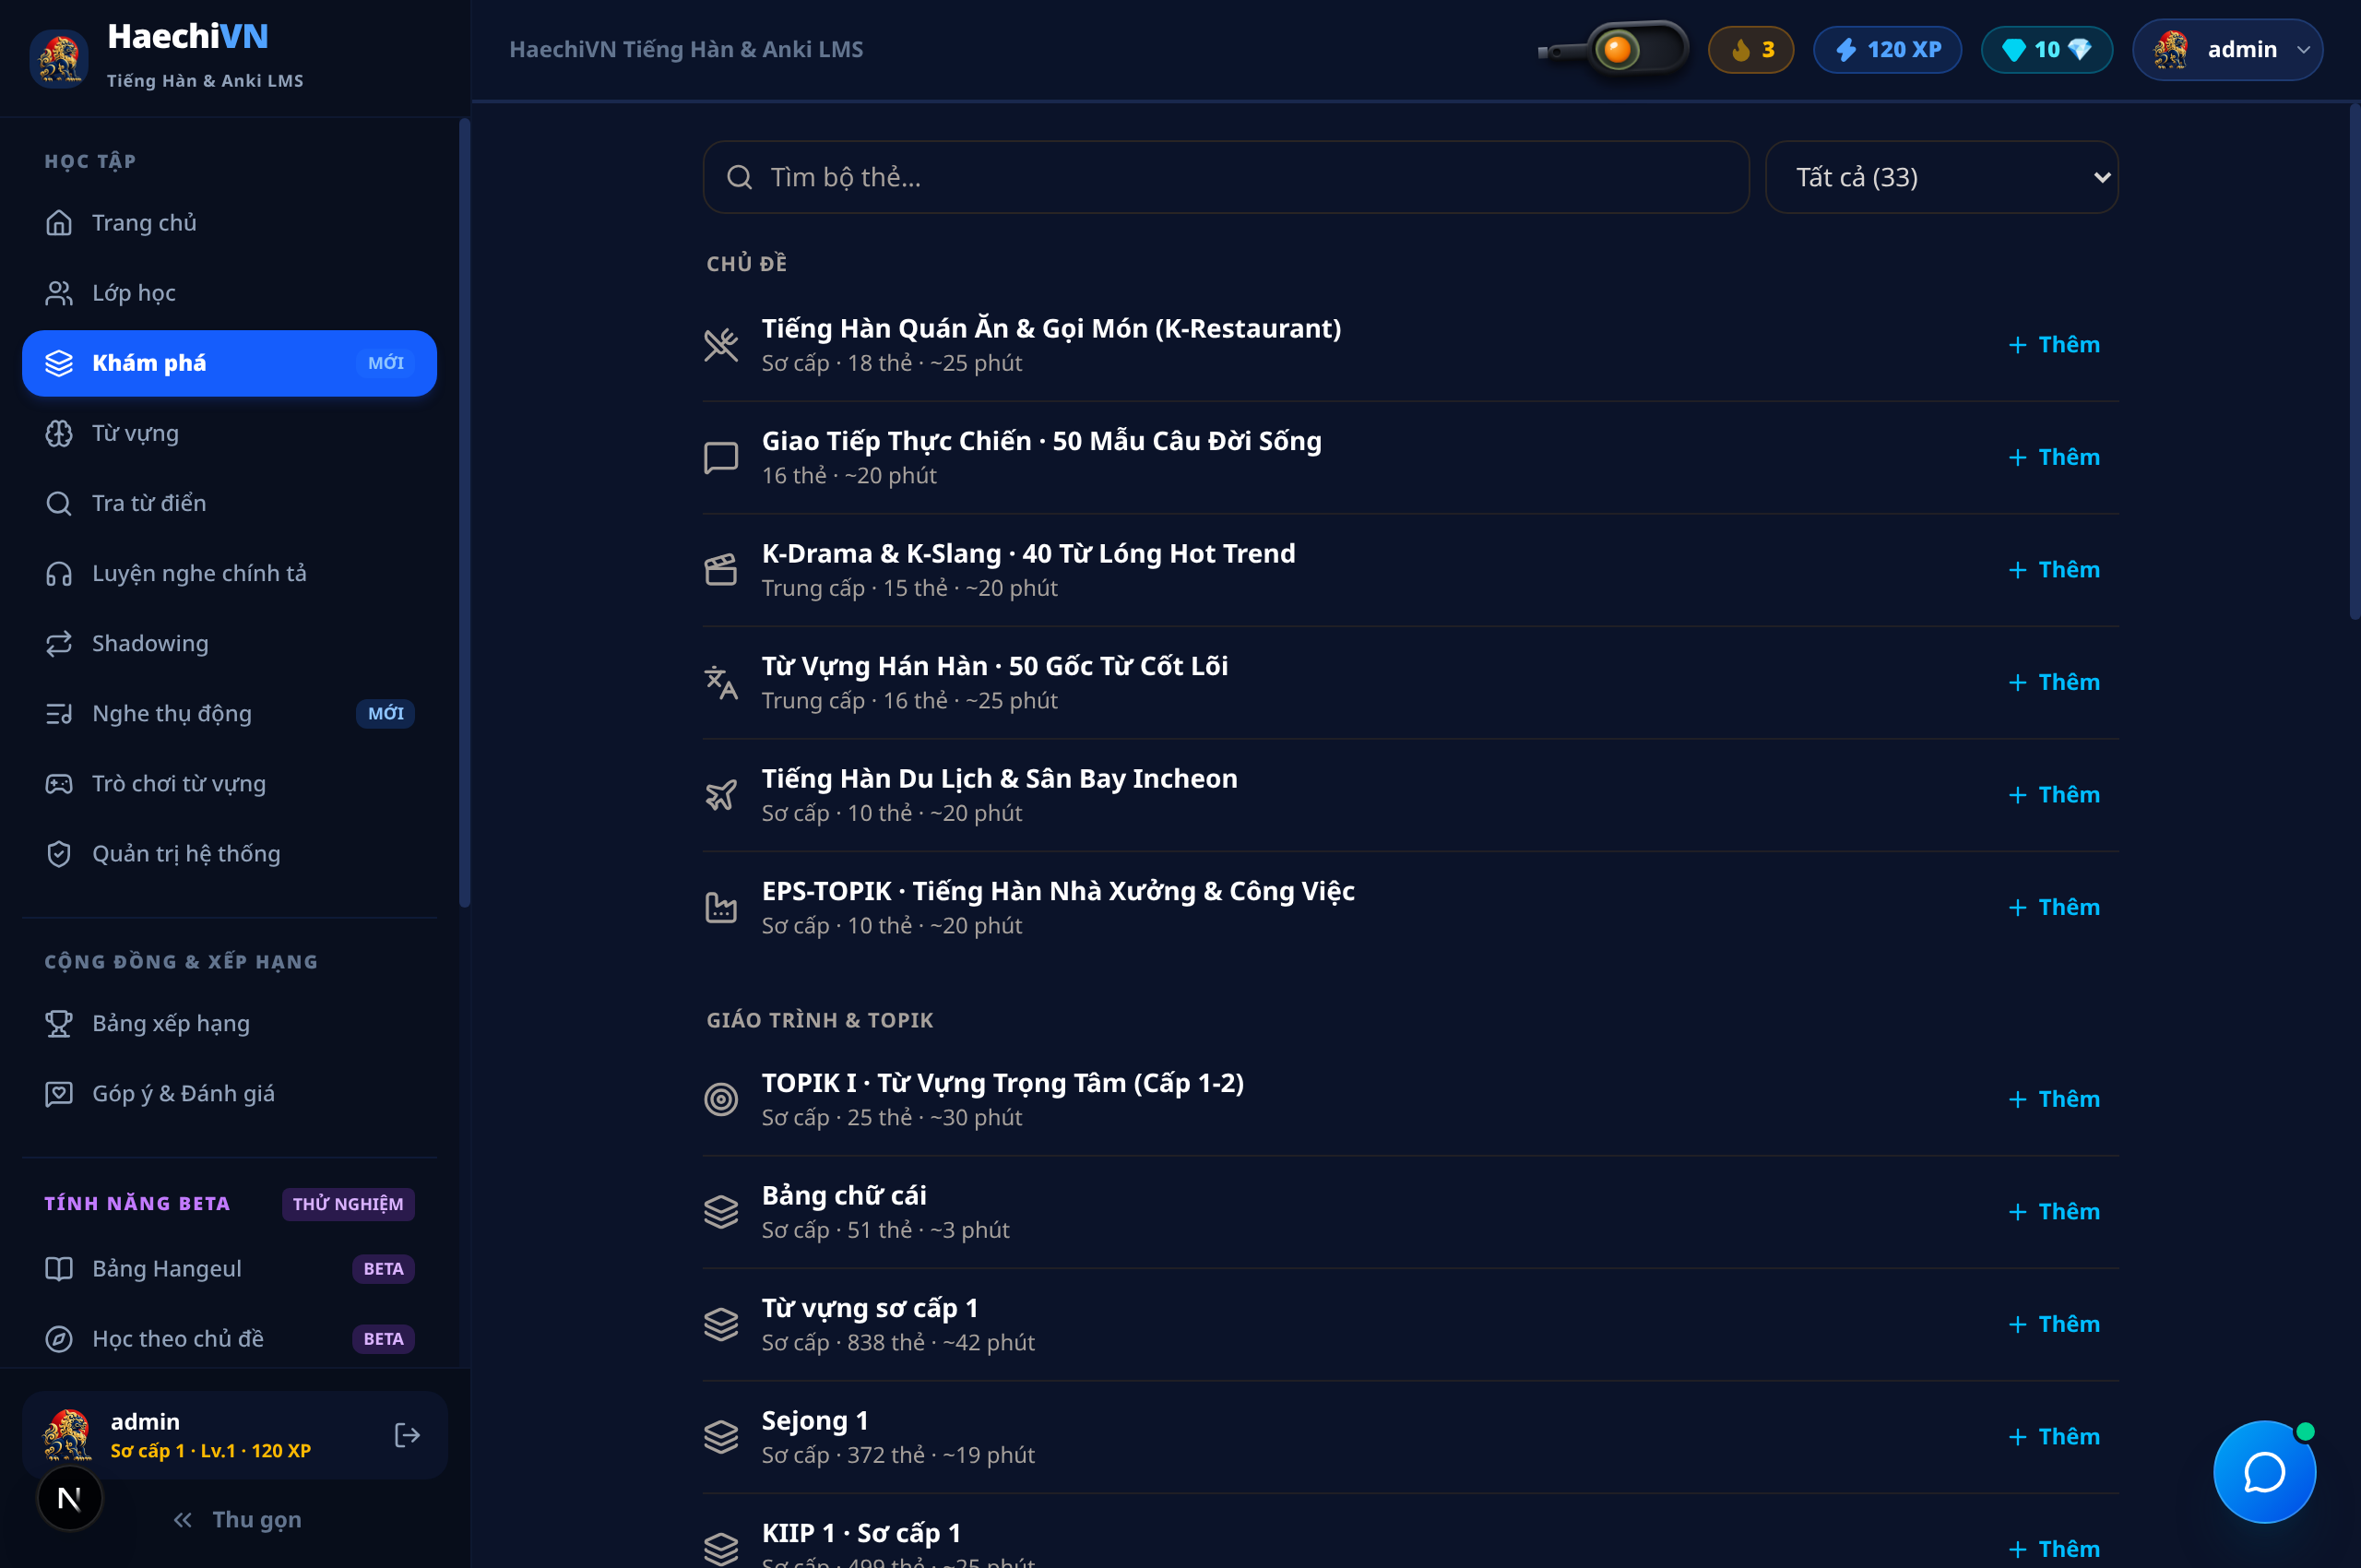 HaechiVN
Tiếng Hàn & Anki LMS
HỌC TẬP
Trang chủ
Lớp học
Khám phá MỚI
Từ vựng
Tra từ điển
Luyện nghe chính tả
Shadowing
Nghe thụ động MỚI
Trò chơi từ vựng
Quản trị hệ thống
CỘNG ĐỒNG & XẾP HẠNG
Bảng xếp hạng
Góp ý & Đánh giá
TÍNH NĂNG BETA THỬ NGHIỆM
Bảng Hangeul BETA
Học theo chủ đề BETA
admin
Sơ cấp 1 · Lv.1 · 120 XP
N
Thu gọn
HaechiVN Tiếng Hàn & Anki LMS
3
120 XP
10
admin
Tìm bộ thẻ...
Tất cả (33)
CHỦ ĐỀ
Tiếng Hàn Quán Ăn & Gọi Món (K-Restaurant)
Sơ cấp · 18 thẻ · ~25 phút
+ Thêm
Giao Tiếp Thực Chiến · 50 Mẫu Câu Đời Sống
16 thẻ · ~20 phút
+ Thêm
K-Drama & K-Slang · 40 Từ Lóng Hot Trend
Trung cấp · 15 thẻ · ~20 phút
+ Thêm
Từ Vựng Hán Hàn · 50 Gốc Từ Cốt Lõi
Trung cấp · 16 thẻ · ~25 phút
+ Thêm
Tiếng Hàn Du Lịch & Sân Bay Incheon
Sơ cấp · 10 thẻ · ~20 phút
+ Thêm
EPS-TOPIK · Tiếng Hàn Nhà Xưởng & Công Việc
Sơ cấp · 10 thẻ · ~20 phút
+ Thêm
GIÁO TRÌNH & TOPIK
TOPIK I · Từ Vựng Trọng Tâm (Cấp 1-2)
Sơ cấp · 25 thẻ · ~30 phút
+ Thêm
Bảng chữ cái
Sơ cấp · 51 thẻ · ~3 phút
+ Thêm
Từ vựng sơ cấp 1
Sơ cấp · 838 thẻ · ~42 phút
+ Thêm
Sejong 1
Sơ cấp · 372 thẻ · ~19 phút
+ Thêm
KIIP 1 · Sơ cấp 1
Sơ cấp · 499 thẻ · ~25 phút
+ Thêm